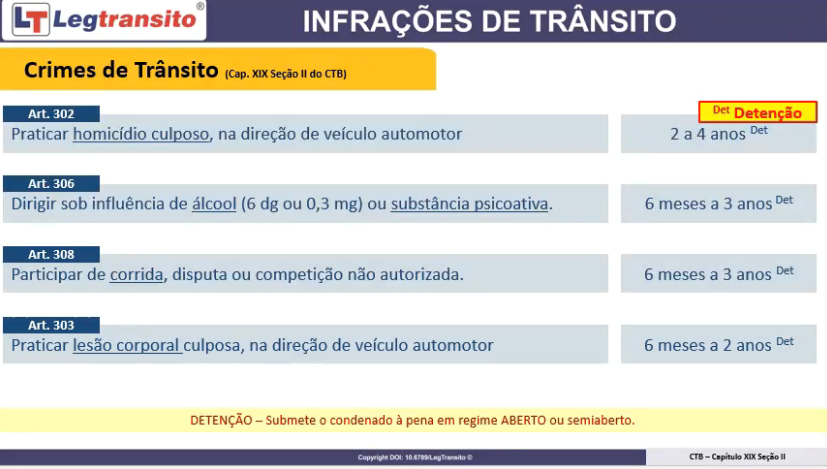 LT Legtransito®
INFRAÇÕES DE TRÂNSITO
Crimes de Trânsito (Cap. XIX Seção II do CTB)
Det Detenção
Art. 302
Praticar homicídio culposo, na direção de veículo automotor
2 a 4 anos Det
Art. 306
Dirigir sob influência de álcool (6 dg ou 0,3 mg) ou substância psicoativa.
6 meses a 3 anos Det
Art. 308
Participar de corrida, disputa ou competição não autorizada.
6 meses a 3 anos Det
Art. 303
Praticar lesão corporal culposa, na direção de veículo automotor
6 meses a 2 anos Det
DETENÇÃO – Submete o condenado à pena em regime ABERTO ou semiaberto.
Copyright DOI: 10.6789/LegTransito ©
CTB – Capítulo XIX Seção II